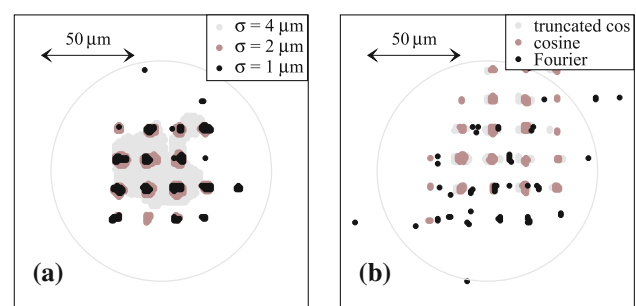 50 μm
σ = 4 μm
σ = 2 μm
σ = 1 μm
(a)
50 μm
truncated cos
cosine
Fourier
(b)